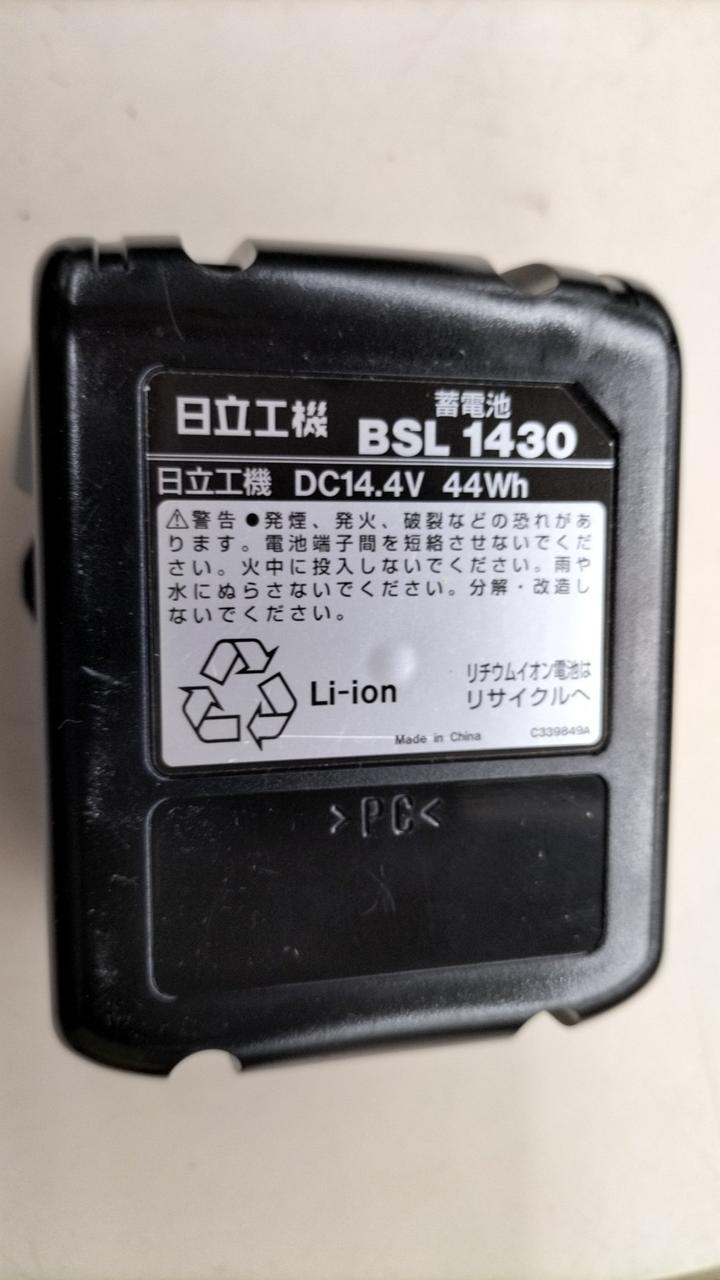 日立工機
蓄電池
BSL 1430
日立工機 DC14.4V 44Wh
⚠警告 ●発煙、発火、破裂などの恐れがあ
ります。電池端子間を短絡させないでくだ
さい。火中に投入しないでください。雨や
水にぬらさないでください。分解・改造し
ないでください。
Li-ion
リチウムイオン電池は
リサイクルへ
Made in China
C339849A
>PC<